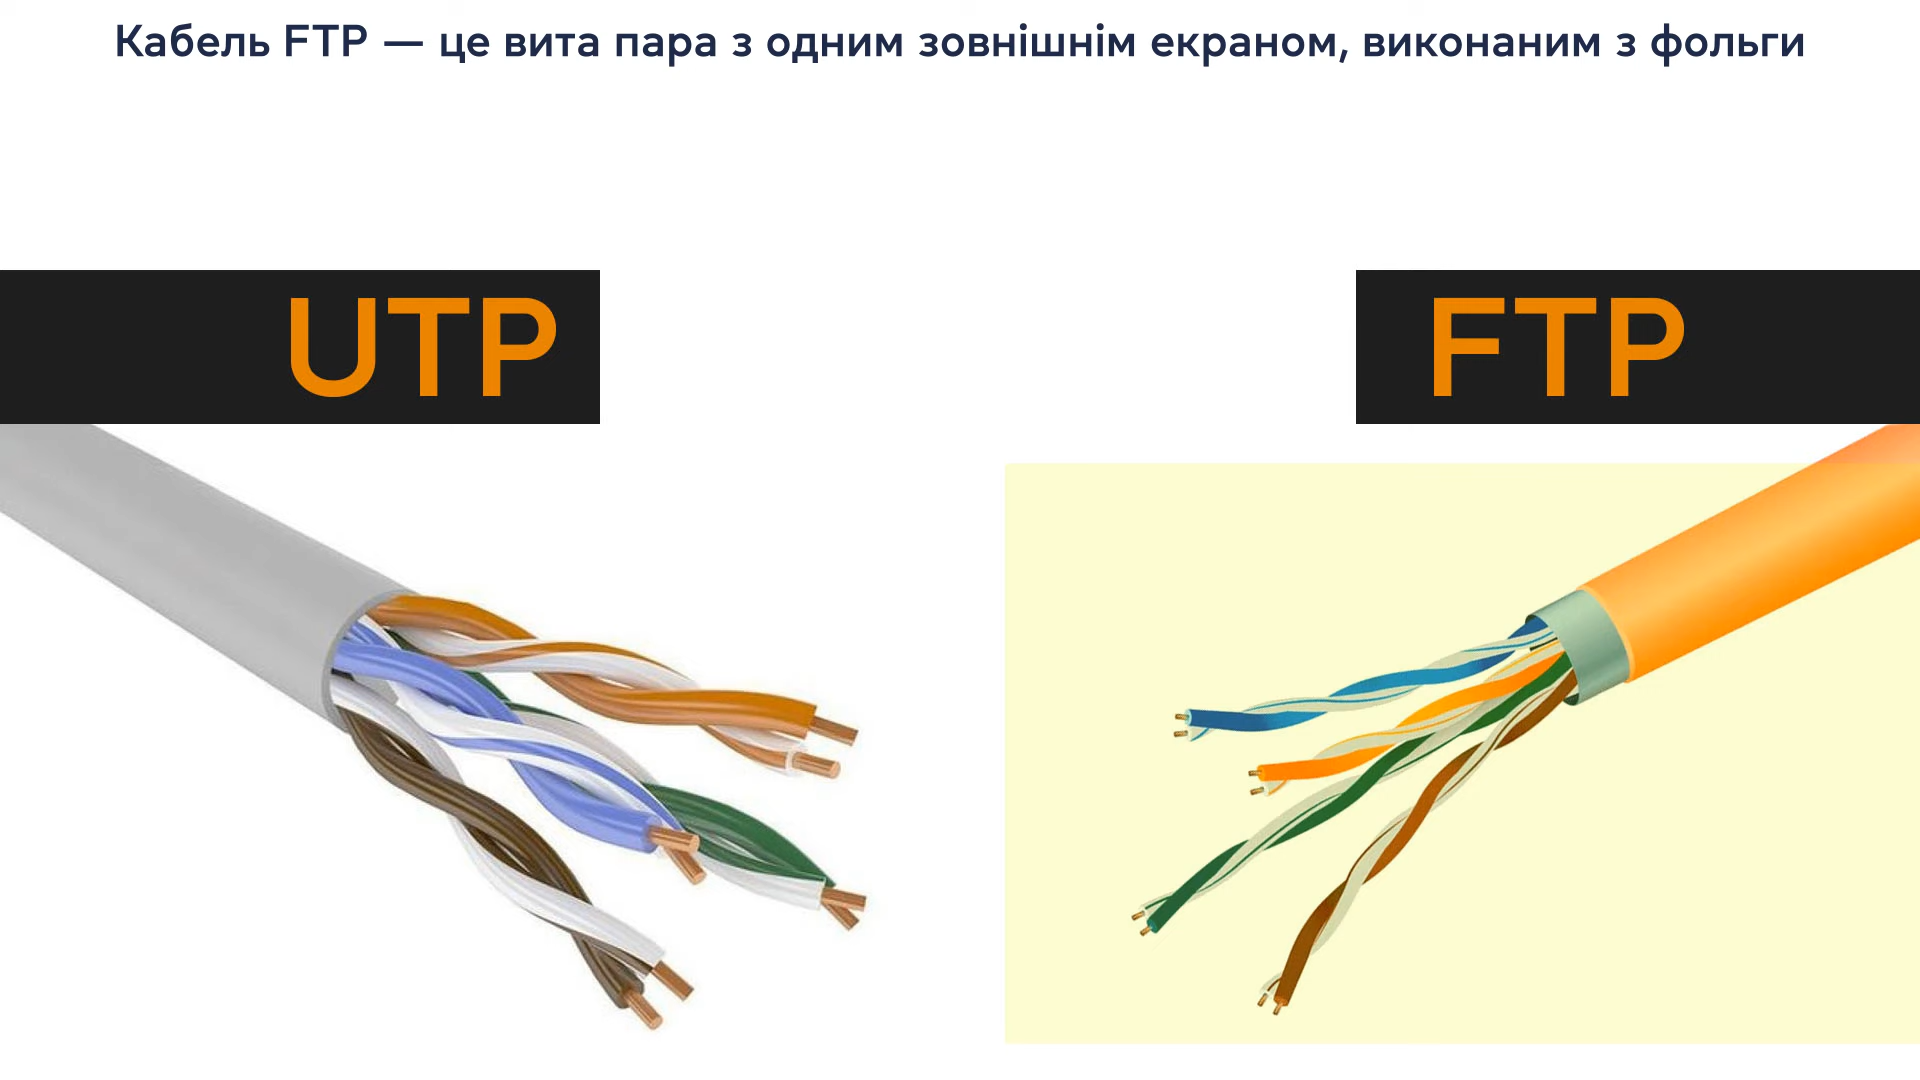 Кабель FTP — це вита пара з одним зовнішнім екраном, виконаним з фольги
UTP
FTP